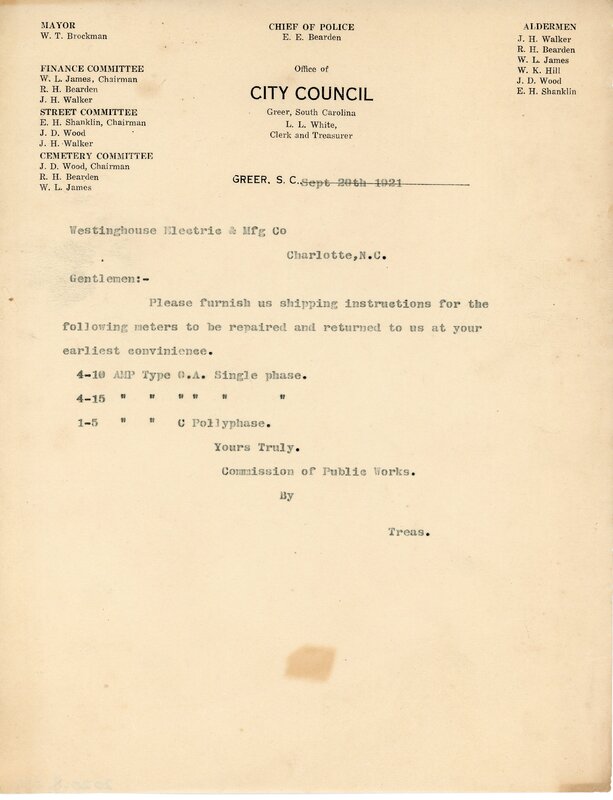 MAYOR
W. T. Brockman
FINANCE COMMITTEE
W. L. James, Chairman
R. H. Bearden
J. H. Walker
STREET COMMITTEE
E. H. Shanklin, Chairman
J. D. Wood
J. H. Walker
CEMETERY COMMITTEE
J. D. Wood, Chairman
R. H. Bearden
W. L. James
CHIEF OF POLICE
E. E. Bearden
Office of
CITY COUNCIL
Greer, South Carolina
L. L. White,
Clerk and Treasurer
ALDERMEN
J. H. Walker
R. H. Bearden
W. L. James
W. K. Hill
J. D. Wood
E. H. Shanklin
GREER, S. C. Sept 20th 1921
Westinghouse Electric & Mfg Co
Charlotte,N.C.
Gentlemen:-
Please furnish us shipping instructions for the
following meters to be repaired and returned to us at your
earliest convinience.
4-10 AMP Type O.A. Single phase.
4-15 " " " " " "
1-5 " " C Pollyphase.
Yours Truly.
Commission of Public Works.
By
Treas.